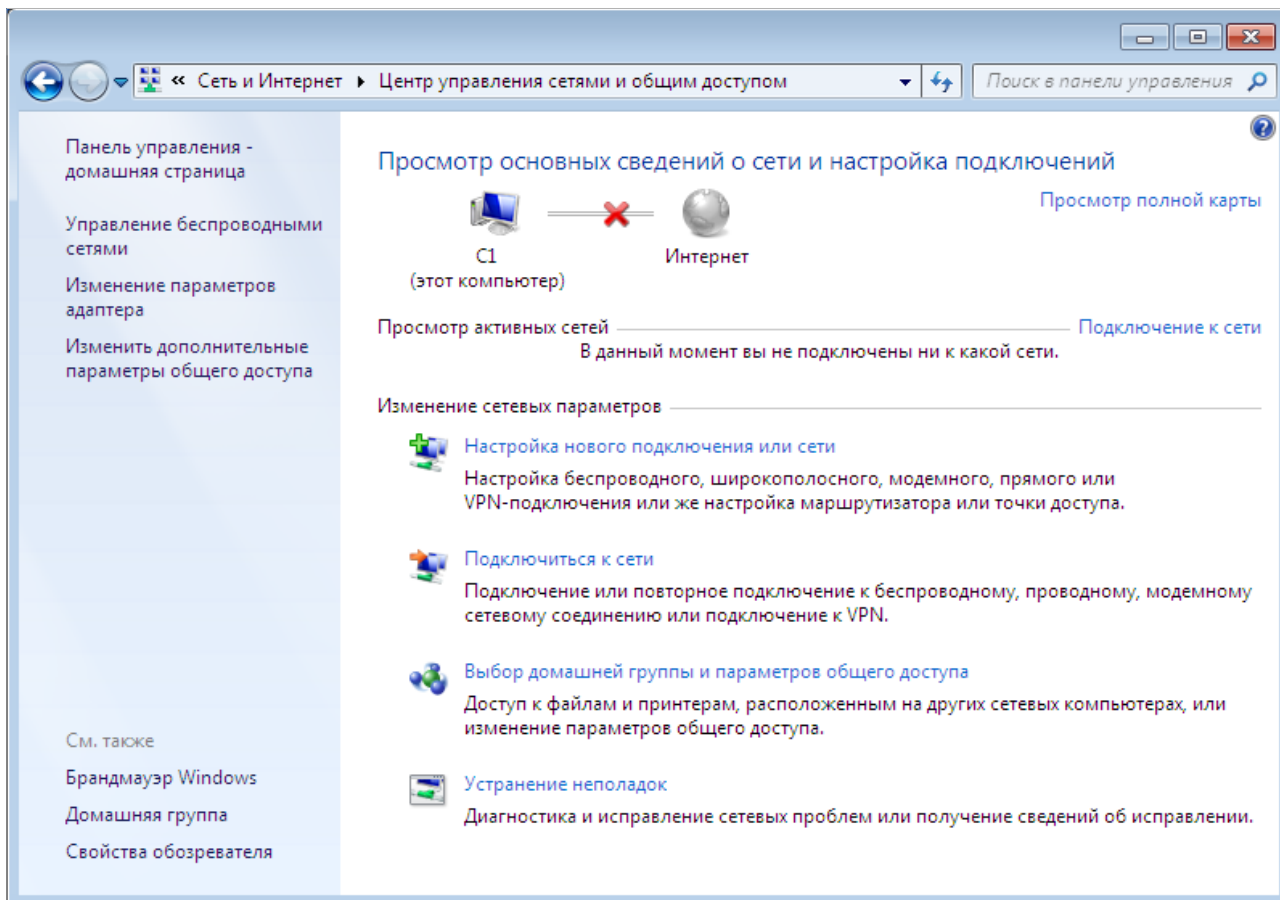 « Сеть и Интернет ▸ Центр управления сетями и общим доступом
Поиск в панели управления
Панель управления -
домашняя страница
Управление беспроводными
сетями
Изменение параметров
адаптера
Изменить дополнительные
параметры общего доступа
См. также
Брандмауэр Windows
Домашняя группа
Свойства обозревателя
Просмотр основных сведений о сети и настройка подключений
Просмотр полной карты
C1
(этот компьютер)
Интернет
Просмотр активных сетей
Подключение к сети
В данный момент вы не подключены ни к какой сети.
Изменение сетевых параметров
Настройка нового подключения или сети
Настройка беспроводного, широкополосного, модемного, прямого или
VPN-подключения или же настройка маршрутизатора или точки доступа.
Подключиться к сети
Подключение или повторное подключение к беспроводному, проводному, модемному
сетевому соединению или подключение к VPN.
Выбор домашней группы и параметров общего доступа
Доступ к файлам и принтерам, расположенным на других сетевых компьютерах, или
изменение параметров общего доступа.
Устранение неполадок
Диагностика и исправление сетевых проблем или получение сведений об исправлении.